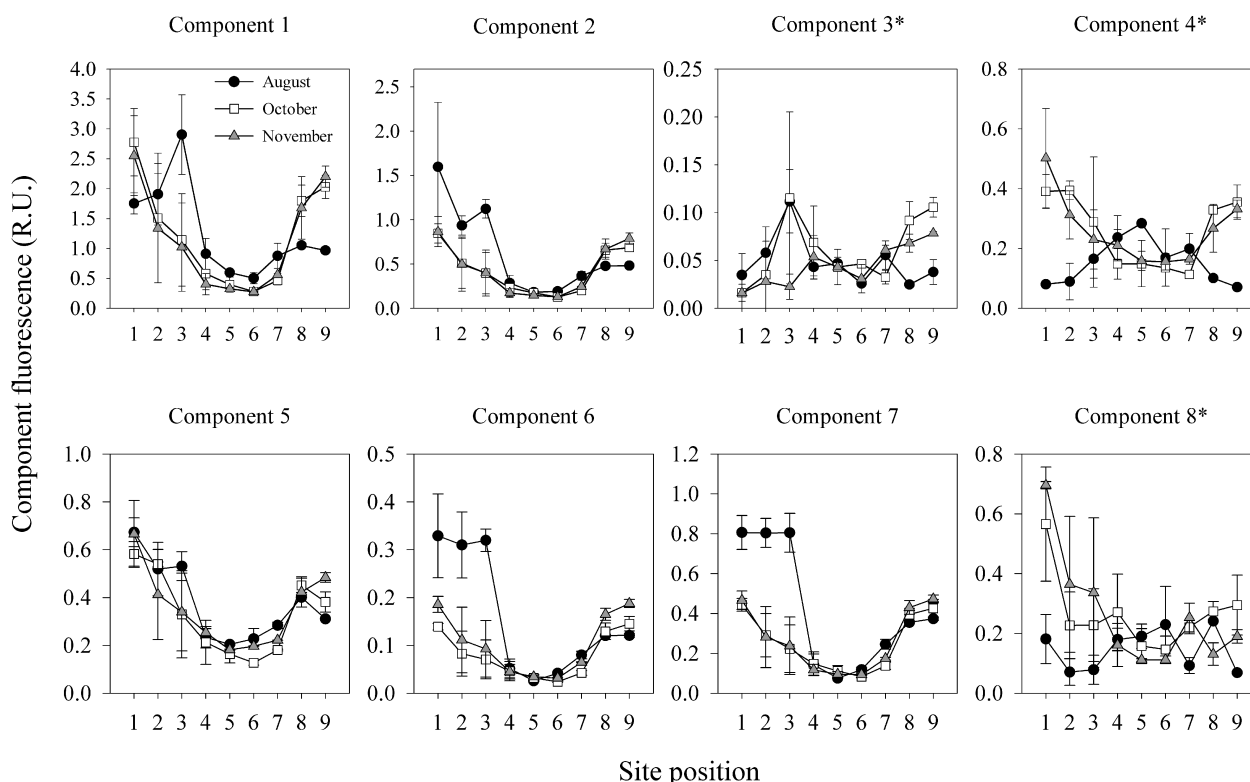 Component 1
Component 2
Component 3*
Component 4*
4.0
3.5
3.0
2.5
2.0
1.5
1.0
0.5
0.0
August
October
November
1 2 3 4 5 6 7 8 9
2.5
2.0
1.5
1.0
0.5
0.0
1 2 3 4 5 6 7 8 9
0.25
0.20
0.15
0.10
0.05
0.00
1 2 3 4 5 6 7 8 9
0.8
0.6
0.4
0.2
0.0
1 2 3 4 5 6 7 8 9
Component fluorescence (R.U.)
Component 5
Component 6
Component 7
Component 8*
1.0
0.8
0.6
0.4
0.2
0.0
1 2 3 4 5 6 7 8 9
0.5
0.4
0.3
0.2
0.1
0.0
1 2 3 4 5 6 7 8 9
1.2
1.0
0.8
0.6
0.4
0.2
0.0
1 2 3 4 5 6 7 8 9
0.8
0.6
0.4
0.2
0.0
1 2 3 4 5 6 7 8 9
Site position